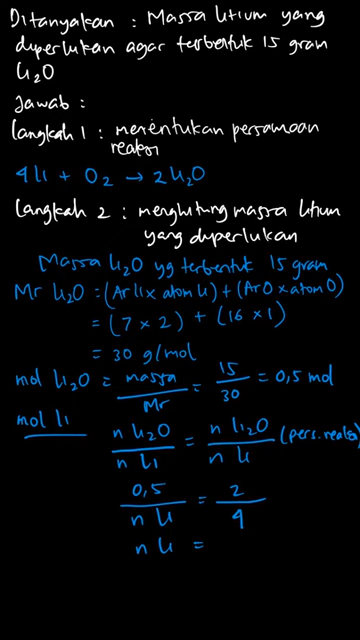 Ditanyakan : Massa litium yang
diperlukan agar terbentuk 15 gram
Li₂O
Jawab :
Langkah 1 : menentukan persamaan
reaksi
4Li + O₂ → 2Li₂O
Langkah 2 : menghitung massa litium
yang diperlukan
Massa Li₂O yg terbentuk 15 gram
Mr Li₂O = (Ar Li x atom Li) + (Ar O x atom O)
= (7 x 2) + (16 x 1)
= 30 g/mol
mol Li₂O = massa/Mr = 15/30 = 0,5 mol
mol Li
n Li₂O/n Li = n Li₂O/n Li (pers. reaksi)
0,5/n Li = 2/4
n Li =